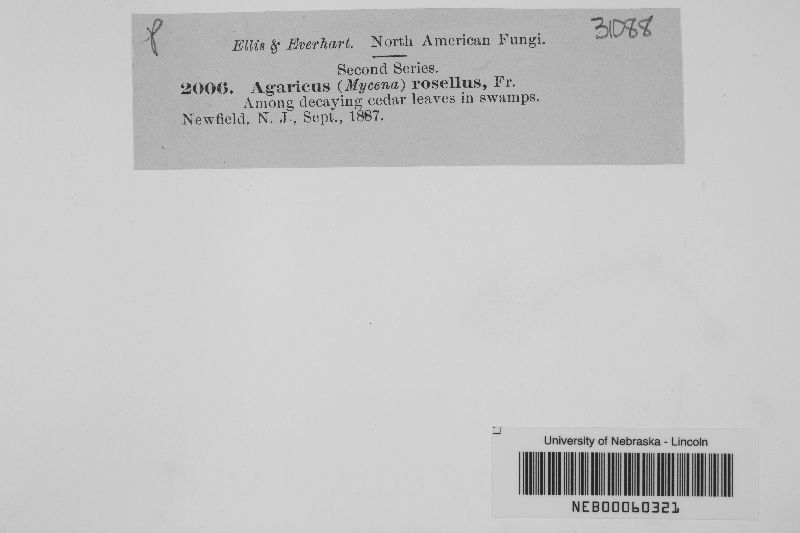 31088
Ellis & Everhart. North American Fungi.
Second Series.
2006. Agaricus (Mycena) rosellus, Fr.
Among decaying cedar leaves in swamps.
Newfield, N. J., Sept., 1887.
University of Nebraska - Lincoln
NEB00060321